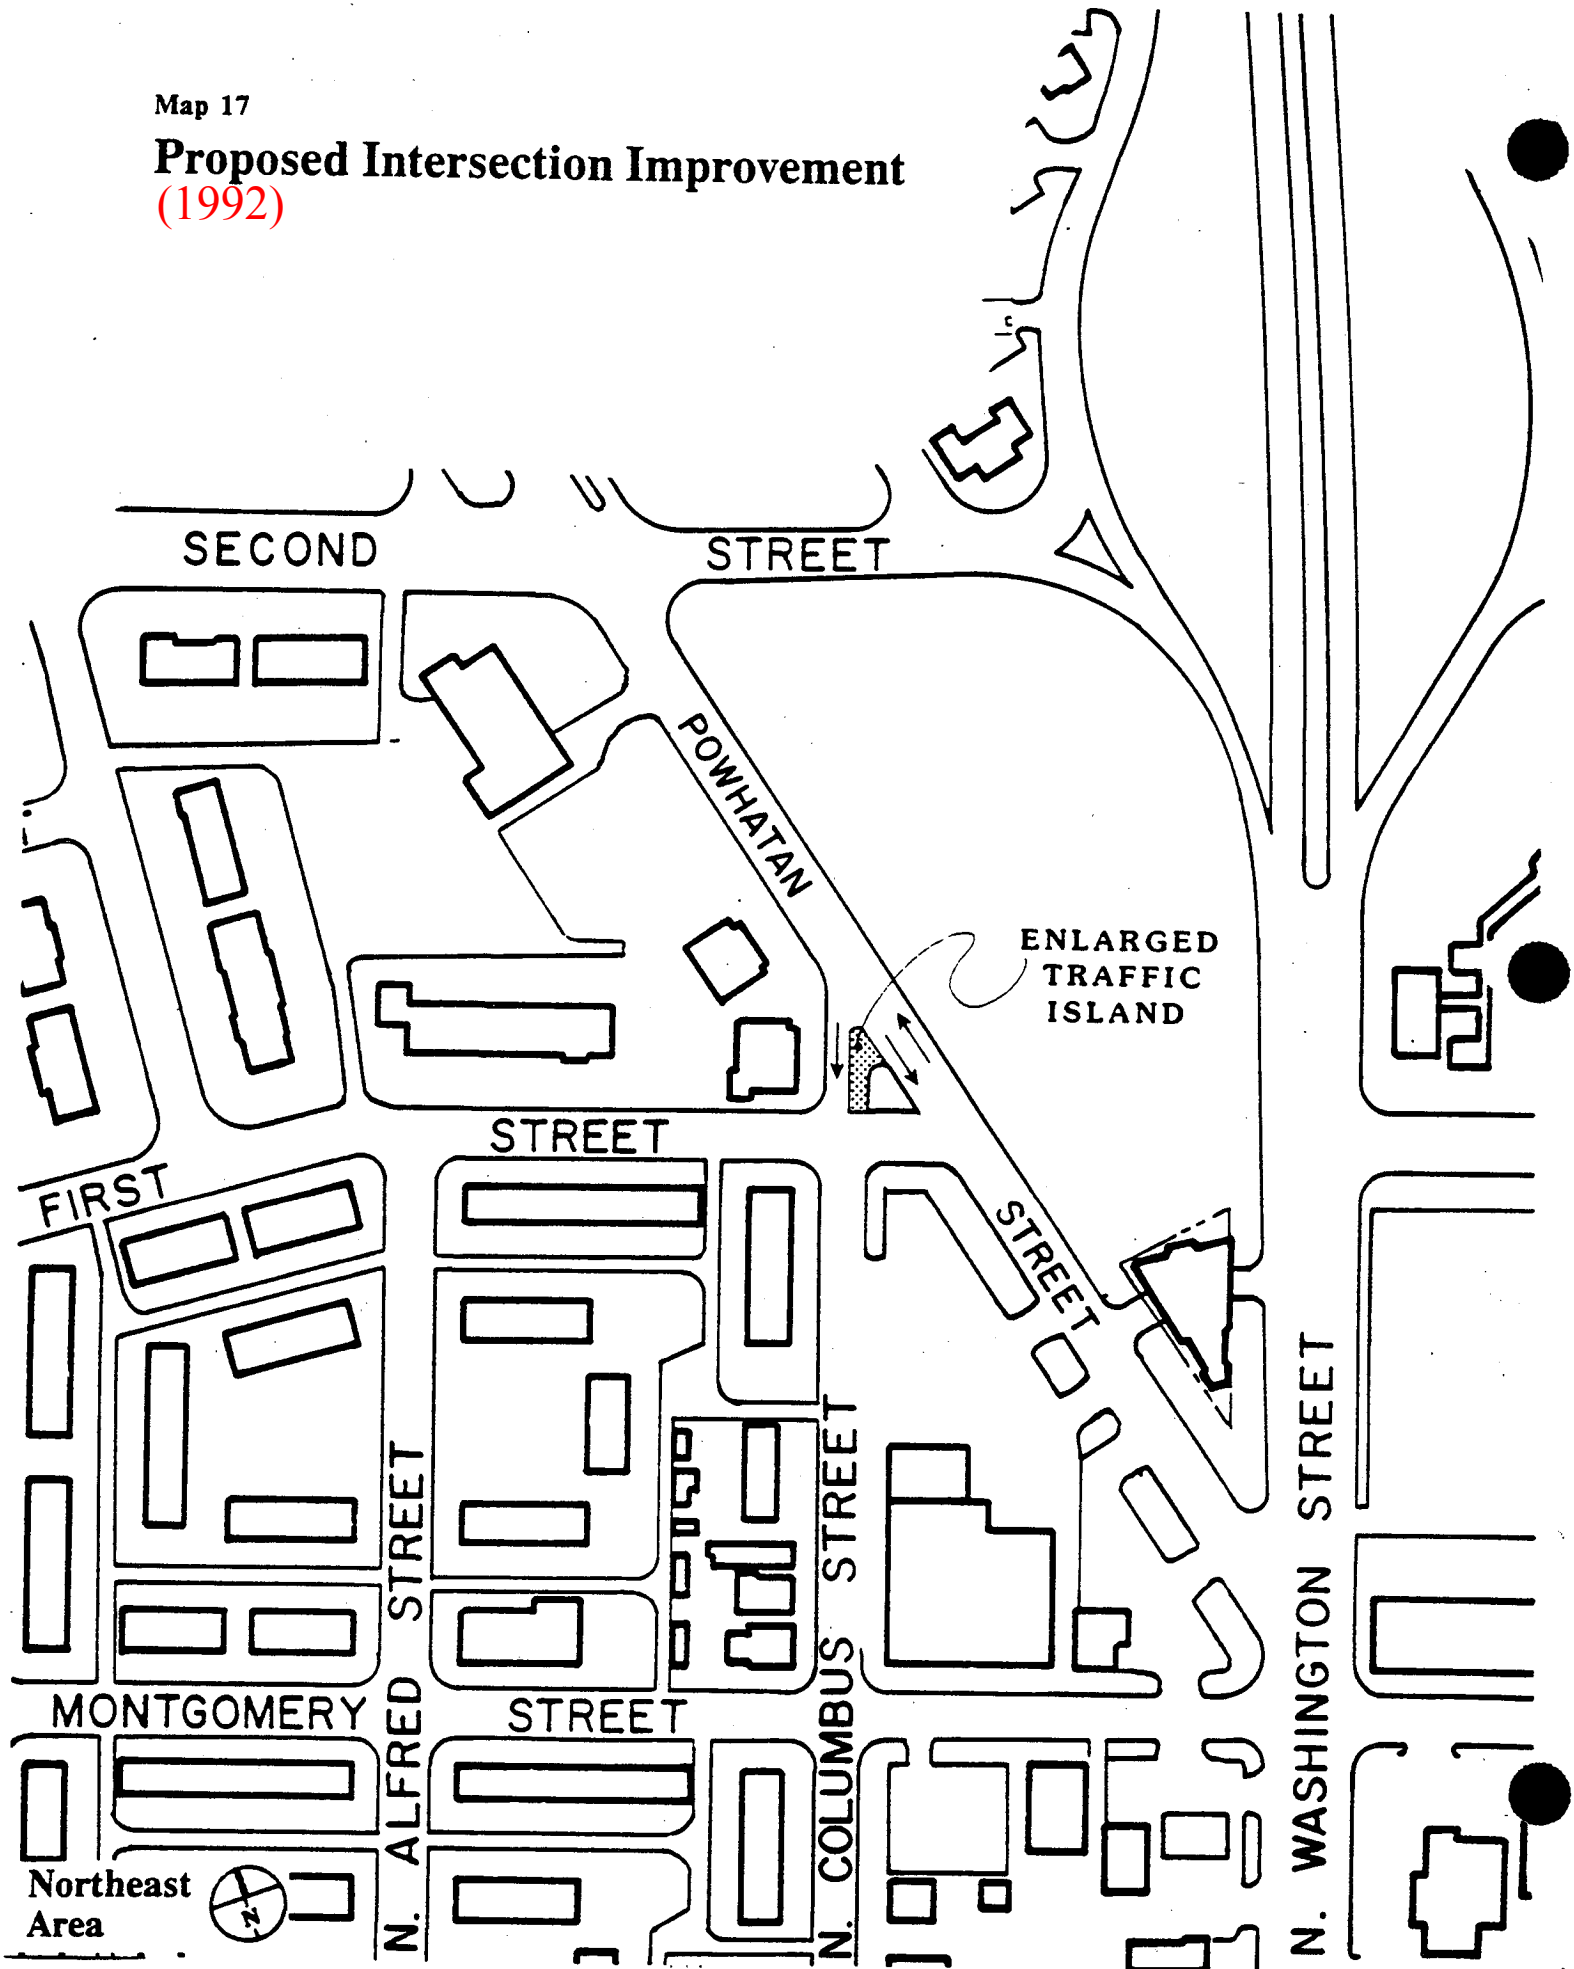 Map 17
Proposed Intersection Improvement
(1992)
SECOND STREET
POWHATAN STREET
ENLARGED
TRAFFIC
ISLAND
FIRST STREET
MONTGOMERY STREET
N. ALFRED STREET
N. COLUMBUS STREET
N. WASHINGTON STREET
Northeast
Area
N